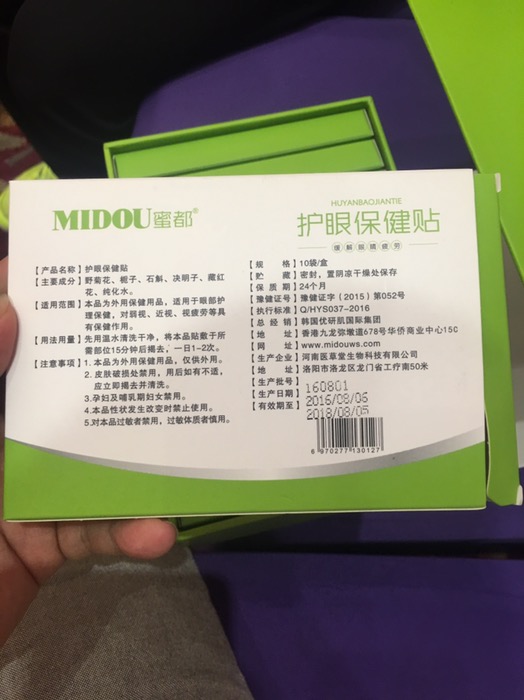 MIDOU蜜都®
HUYANBAOJIANTIE
护眼保健贴
缓解眼睛疲劳
【产品名称】护眼保健贴
【主要成分】野菊花、栀子、石斛、决明子、藏红
花、纯化水。
【适用范围】本品为外用保健用品，适用于眼部护
理保健，对弱视、近视、视疲劳等具
有保健作用。
【用法用量】先用温水清洗干净，将本品贴敷于所
需部位15分钟后揭去，一日1-2次。
【注意事项】1.本品为外用保健用品，仅供外用。
2.皮肤破损处禁用，用后如有不适，
应立即揭去并清洗。
3.孕妇及哺乳期妇女禁用。
4.本品性状发生改变时禁止使用。
5.对本品过敏者禁用，过敏体质者慎用。
【规格】10袋/盒
【贮藏】密封，置阴凉干燥处保存
【保质期】24个月
【豫健证号】豫健证字（2015）第052号
【执行标准】Q/HYS037-2016
【总经销】韩国优研肌国际集团
【地址】香港九龙弥墩道678号华侨商业中心15C
【网址】www.midouws.com
【生产企业】河南医草堂生物科技有限公司
【地址】洛阳市洛龙区龙门省工疗南50米
【生产批号】160801
【生产日期】2016/08/06
【有效期至】2018/08/05
6970277130127